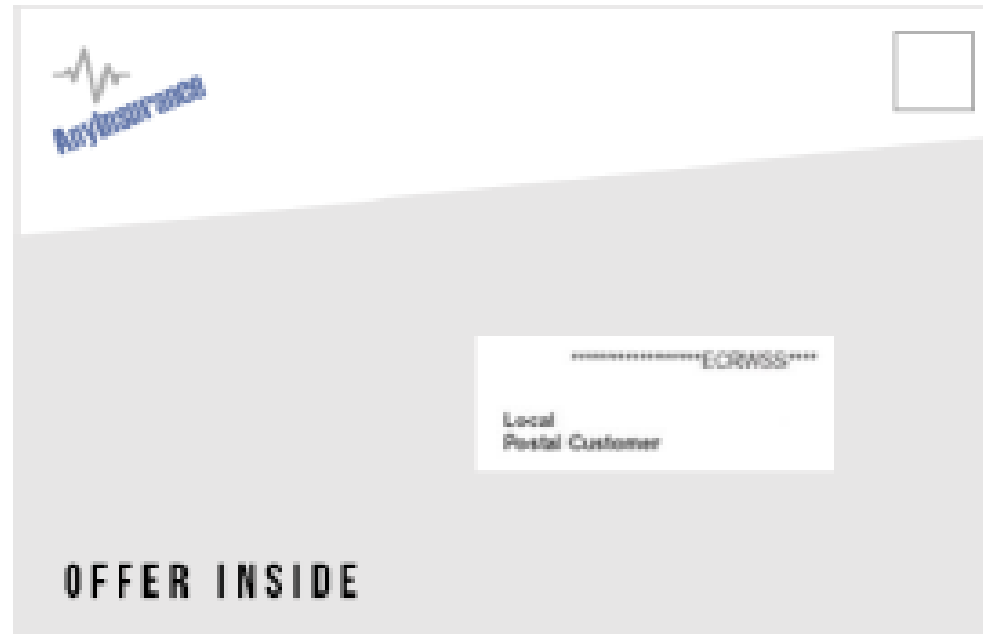 AnyInsurance
******************ECRWSS****
Local
Postal Customer
OFFER INSIDE